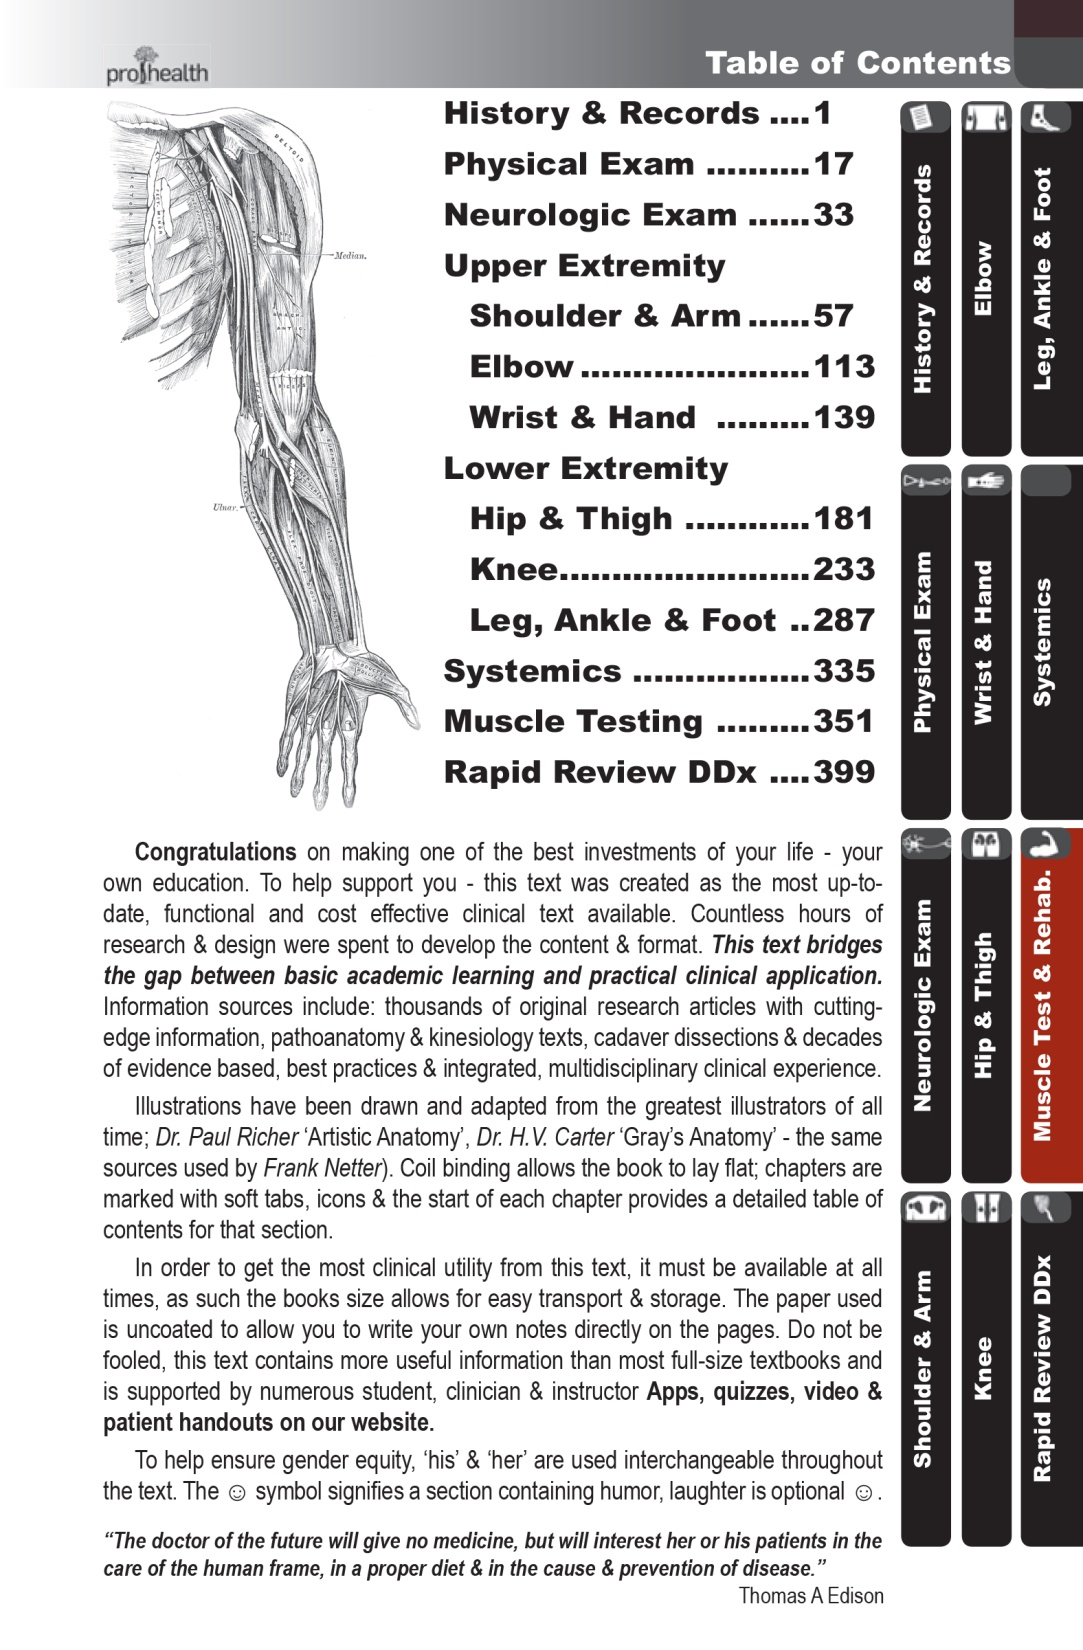 prohealth
Table of Contents
History & Records ....1
Physical Exam ..........17
Neurologic Exam ......33
Upper Extremity
Shoulder & Arm ......57
Elbow ......................113
Wrist & Hand .........139
Lower Extremity
Hip & Thigh ............181
Knee........................233
Leg, Ankle & Foot ..287
Systemics .................335
Muscle Testing .........351
Rapid Review DDx ....399
DELTOID
Median.
Ulnar.
Congratulations on making one of the best investments of your life - your
own education. To help support you - this text was created as the most up-to-
date, functional and cost effective clinical text available. Countless hours of
research & design were spent to develop the content & format. This text bridges
the gap between basic academic learning and practical clinical application.
Information sources include: thousands of original research articles with cutting-
edge information, pathoanatomy & kinesiology texts, cadaver dissections & decades
of evidence based, best practices & integrated, multidisciplinary clinical experience.
Illustrations have been drawn and adapted from the greatest illustrators of all
time; Dr. Paul Richer ‘Artistic Anatomy’, Dr. H.V. Carter ‘Gray’s Anatomy’ - the same
sources used by Frank Netter). Coil binding allows the book to lay flat; chapters are
marked with soft tabs, icons & the start of each chapter provides a detailed table of
contents for that section.
In order to get the most clinical utility from this text, it must be available at all
times, as such the books size allows for easy transport & storage. The paper used
is uncoated to allow you to write your own notes directly on the pages. Do not be
fooled, this text contains more useful information than most full-size textbooks and
is supported by numerous student, clinician & instructor Apps, quizzes, video &
patient handouts on our website.
To help ensure gender equity, ‘his’ & ‘her’ are used interchangeable throughout
the text. The ☺ symbol signifies a section containing humor, laughter is optional ☺.
“The doctor of the future will give no medicine, but will interest her or his patients in the
care of the human frame, in a proper diet & in the cause & prevention of disease.”
Thomas A Edison
History & Records
Physical Exam
Neurologic Exam
Shoulder & Arm
Elbow
Wrist & Hand
Hip & Thigh
Knee
Leg, Ankle & Foot
Systemics
Muscle Test & Rehab.
Rapid Review DDx